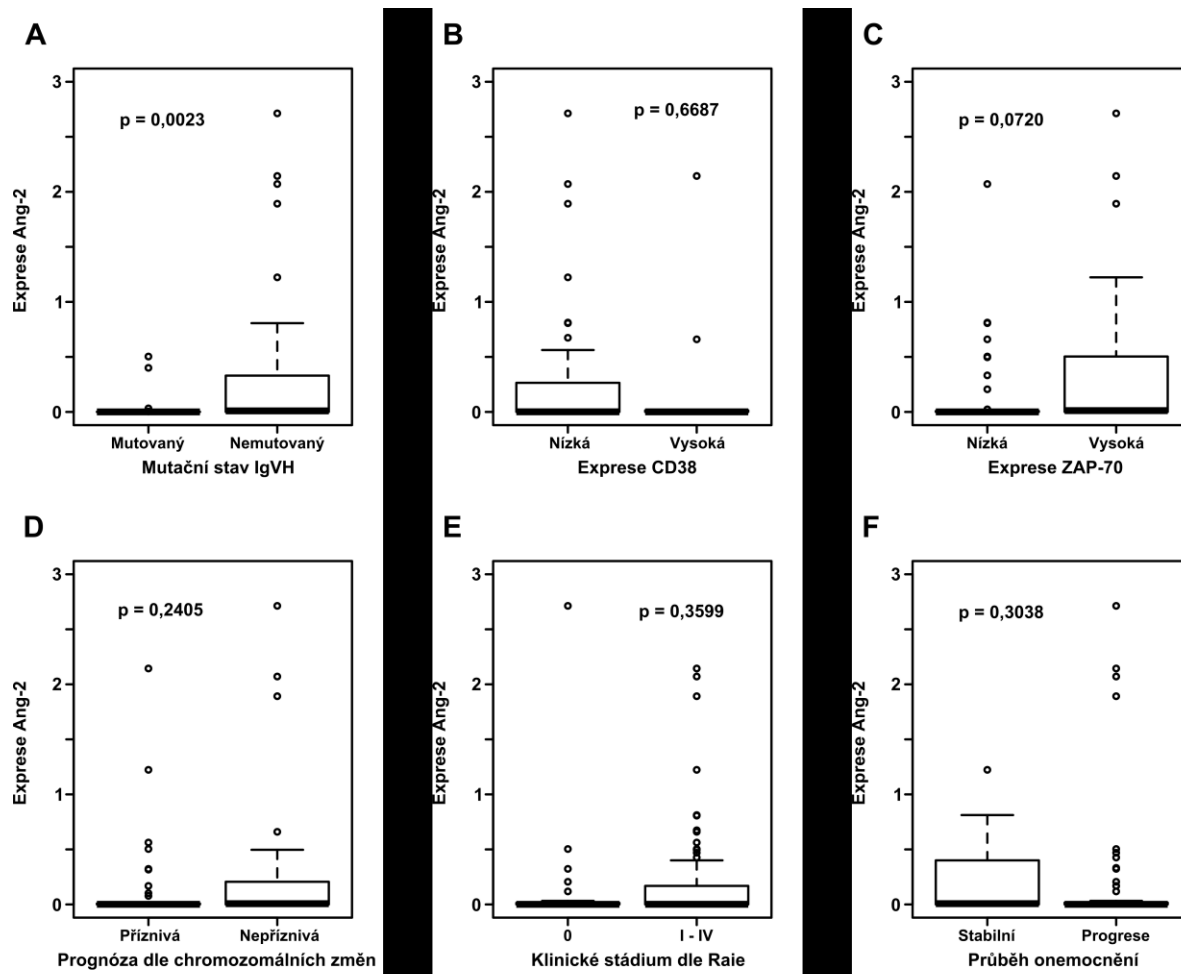 A
3
p = 0,0023
2
Exprese Ang-2
1
0
Mutovaný Nemutovaný
Mutační stav IgVH
B
3
p = 0,6687
2
Exprese Ang-2
1
0
Nízká Vysoká
Exprese CD38
C
3
p = 0,0720
2
Exprese Ang-2
1
0
Nízká Vysoká
Exprese ZAP-70
D
3
p = 0,2405
2
Exprese Ang-2
1
0
Příznivá Nepříznivá
Prognóza dle chromozomálních změn
E
3
p = 0,3599
2
Exprese Ang-2
1
0
0 I - IV
Klinické stádium dle Raie
F
3
p = 0,3038
2
Exprese Ang-2
1
0
Stabilní Progrese
Průběh onemocnění